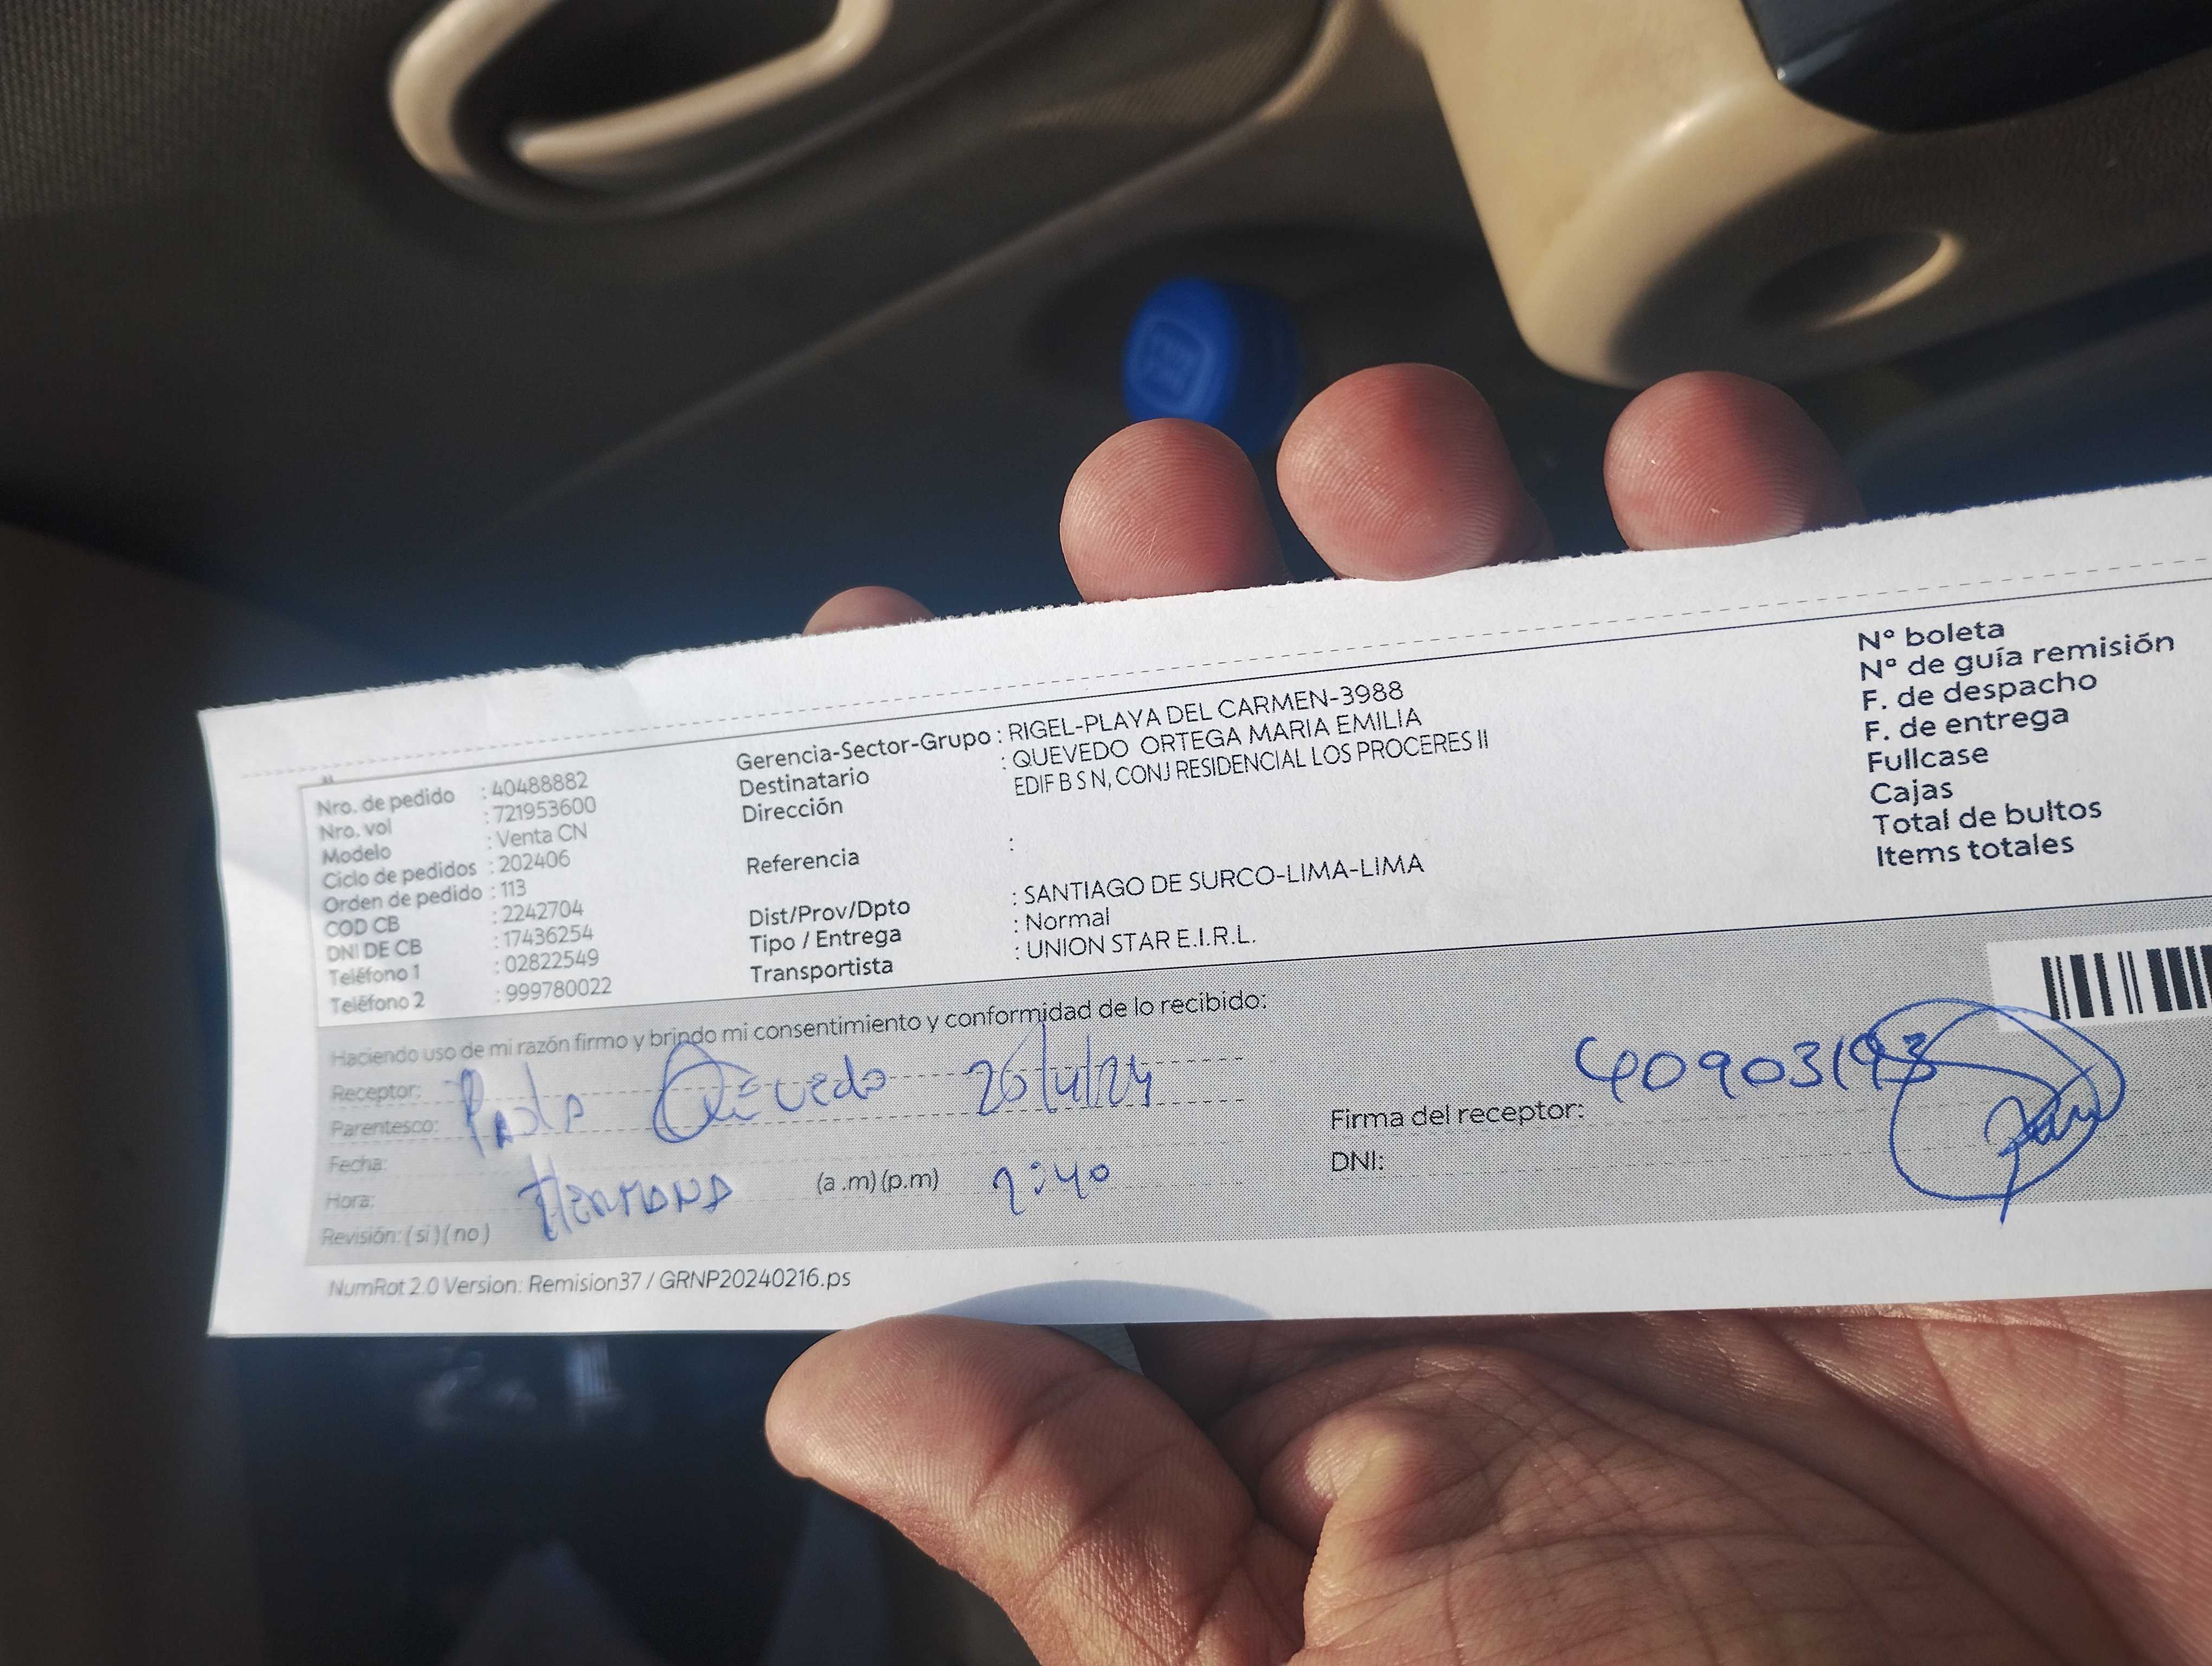 Nro. de pedido : 40488882
Nro. vol : 721953600
Modelo : Venta CN
Ciclo de pedidos : 202406
Orden de pedido : 113
COD CB : 2242704
DNI DE CB : 17436254
Teléfono 1 : 02822549
Teléfono 2 : 999780022
Gerencia-Sector-Grupo : RIGEL-PLAYA DEL CARMEN-3988
Destinatario : QUEVEDO ORTEGA MARIA EMILIA
Dirección EDIF B S N, CONJ RESIDENCIAL LOS PROCERES II
Referencia :
Dist/Prov/Dpto : SANTIAGO DE SURCO-LIMA-LIMA
Tipo / Entrega : Normal
Transportista : UNION STAR E.I.R.L.
N° boleta
N° de guía remisión
F. de despacho
F. de entrega
Fullcase
Cajas
Total de bultos
Items totales
Haciendo uso de mi razón firmo y brindo mi consentimiento y conformidad de lo recibido:
Receptor:
Parentesco: Quevedo 26/4/24
Fecha:
Hora: Hermana (a .m) (p.m)
Revisión: ( si ) ( no )
Firma del receptor:
DNI:
NumRot 2.0 Version: Remision37 / GRNP20240216.ps